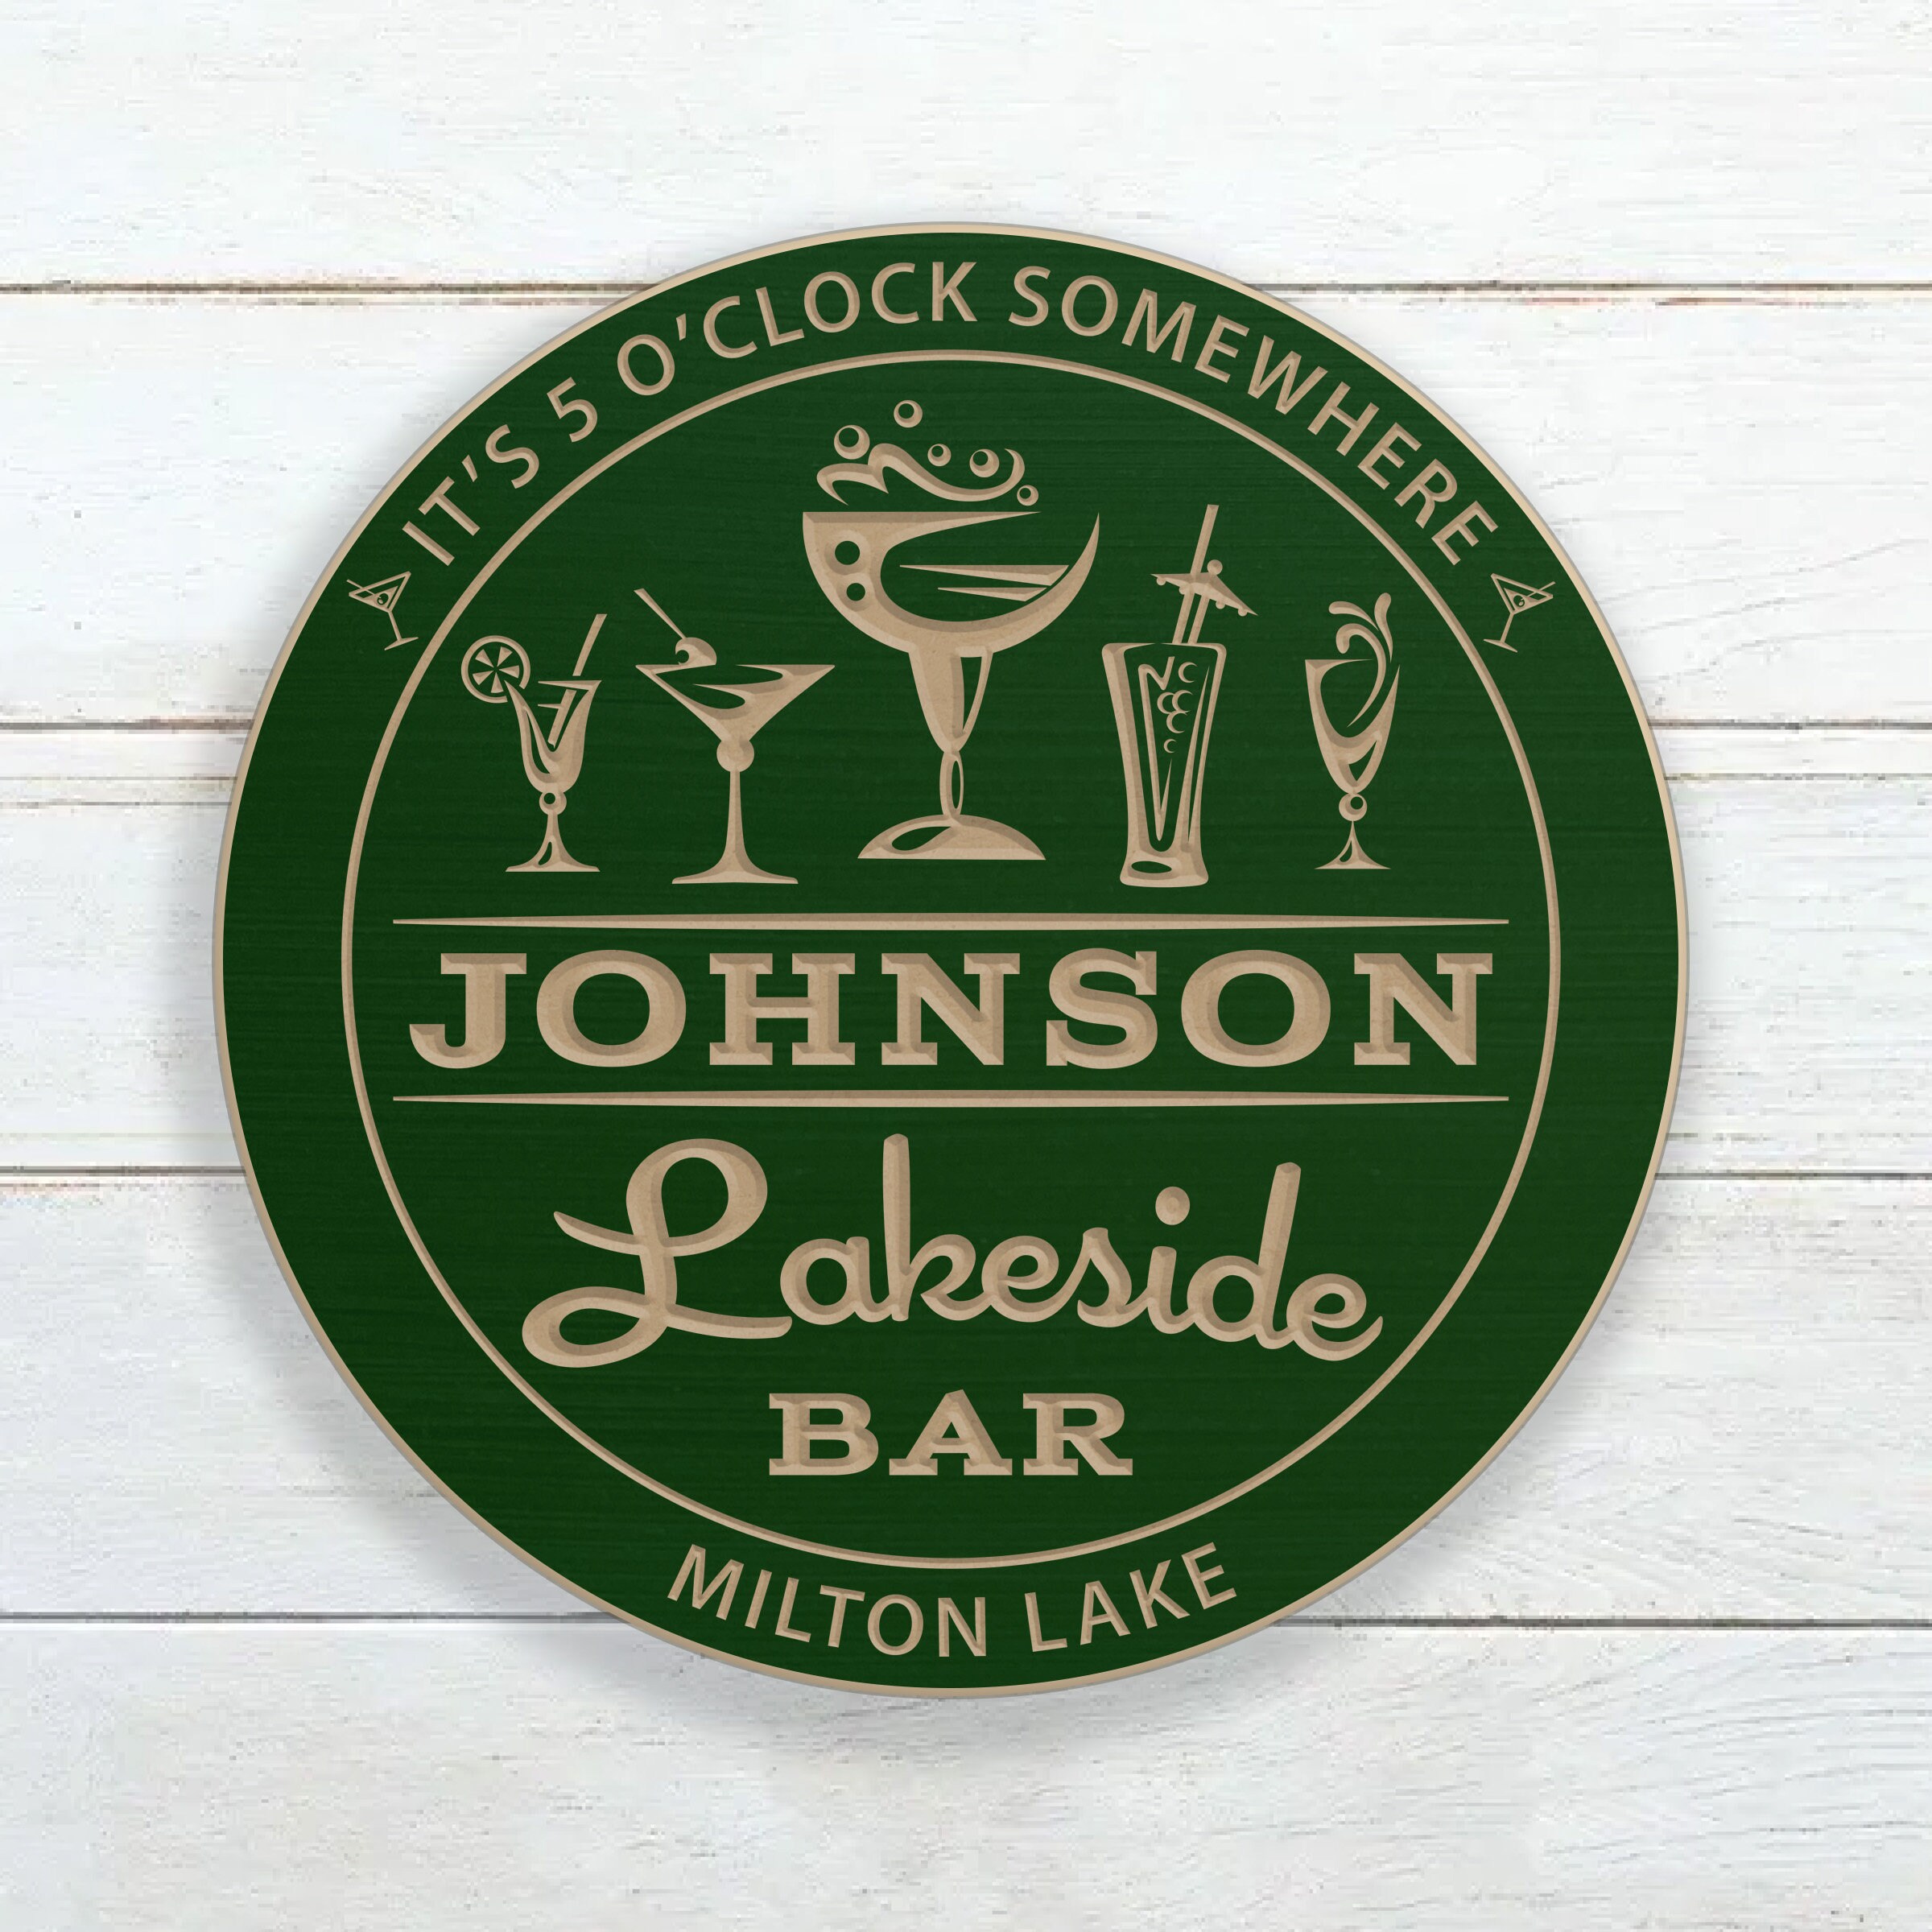 IT'S 5 O'CLOCK SOMEWHERE
JOHNSON
Lakeside
BAR
MILTON LAKE